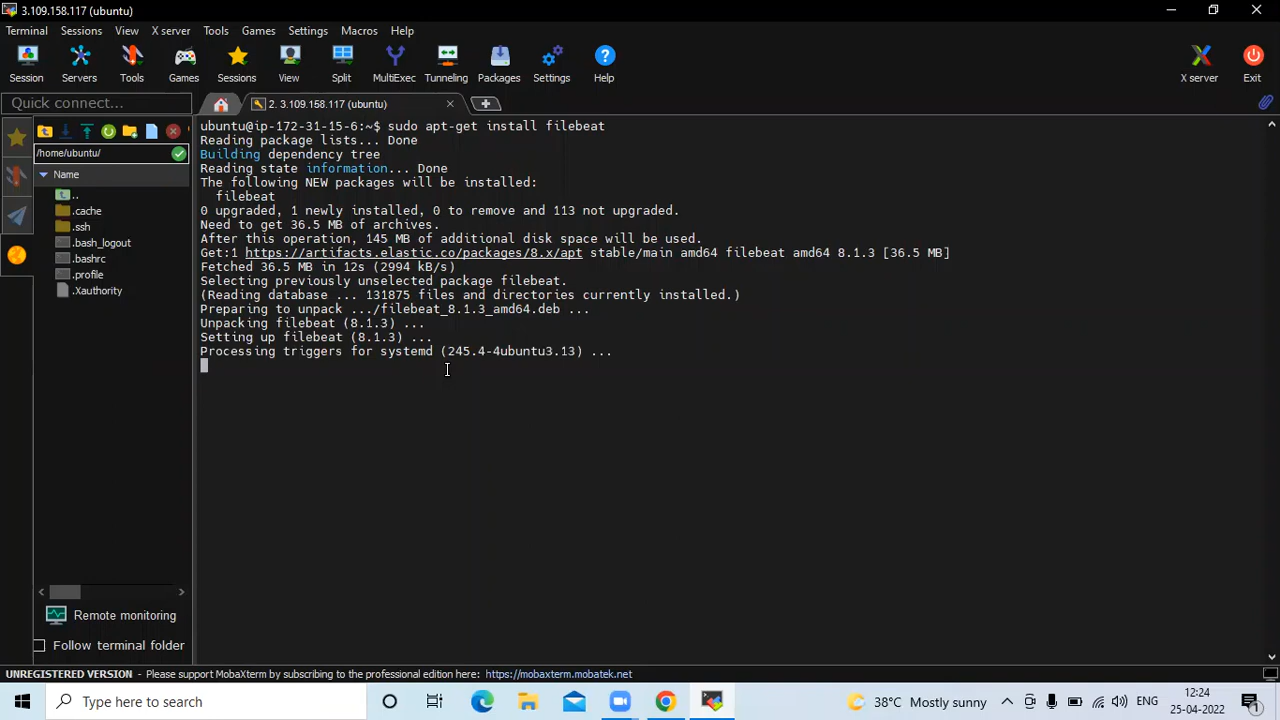 3.109.158.117 (ubuntu)
Terminal Sessions View X server Tools Games Settings Macros Help
Session Servers Tools Games Sessions View Split MultiExec Tunneling Packages Settings Help X server Exit
Quick connect...
2. 3.109.158.117 (ubuntu)
/home/ubuntu/
Name
..
.cache
.ssh
.bash_logout
.bashrc
.profile
.Xauthority
Remote monitoring
Follow terminal folder
ubuntu@ip-172-31-15-6:~$ sudo apt-get install filebeat
Reading package lists... Done
Building dependency tree
Reading state information... Done
The following NEW packages will be installed:
filebeat
0 upgraded, 1 newly installed, 0 to remove and 113 not upgraded.
Need to get 36.5 MB of archives.
After this operation, 145 MB of additional disk space will be used.
Get:1 https://artifacts.elastic.co/packages/8.x/apt stable/main amd64 filebeat amd64 8.1.3 [36.5 MB]
Fetched 36.5 MB in 12s (2994 kB/s)
Selecting previously unselected package filebeat.
(Reading database ... 131875 files and directories currently installed.)
Preparing to unpack .../filebeat_8.1.3_amd64.deb ...
Unpacking filebeat (8.1.3) ...
Setting up filebeat (8.1.3) ...
Processing triggers for systemd (245.4-4ubuntu3.13) ...
UNREGISTERED VERSION - Please support MobaXterm by subscribing to the professional edition here: https://mobaxterm.mobatek.net
Type here to search
38°C Mostly sunny
ENG
12:24
25-04-2022
1